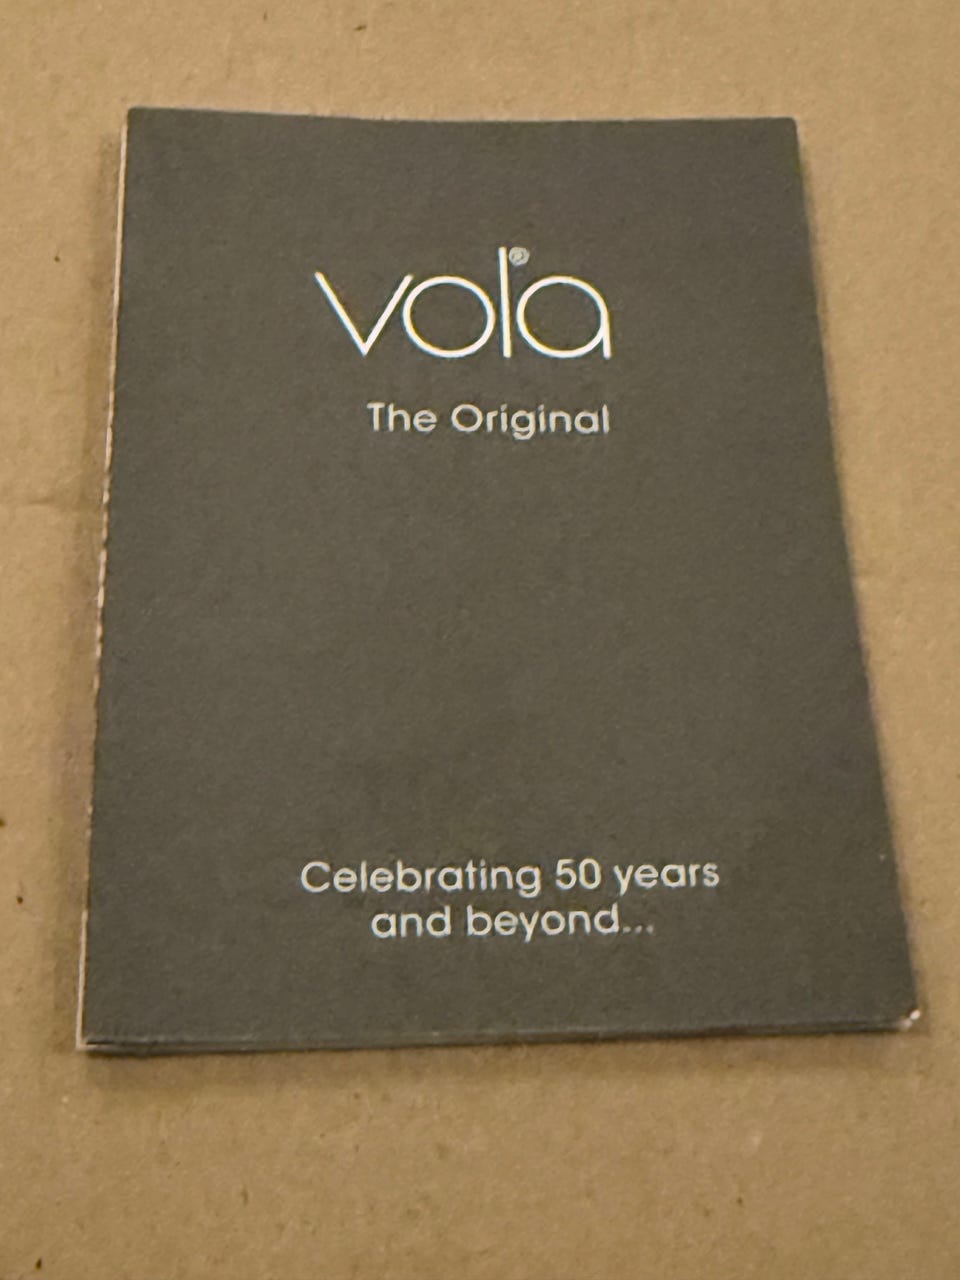 vola®
The Original
Celebrating 50 years
and beyond...